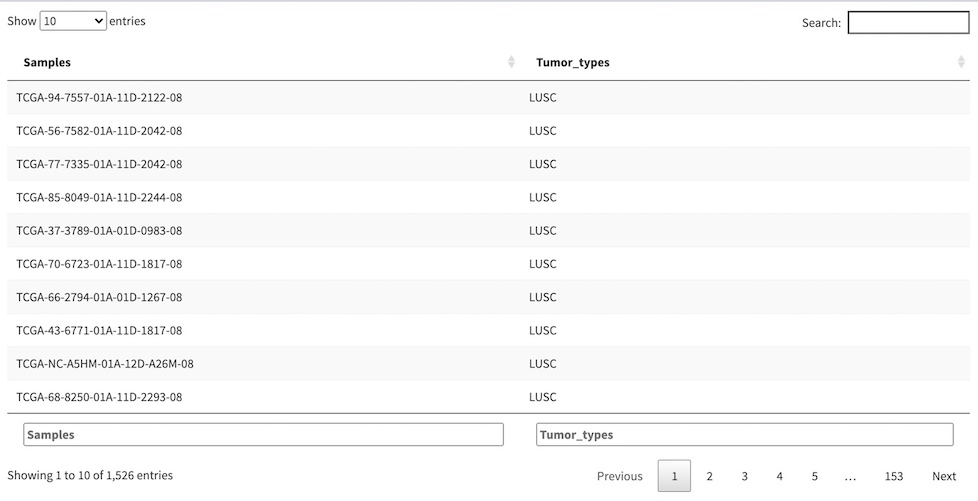 Show 10 entries Search:
Samples Tumor_types
TCGA-94-7557-01A-11D-2122-08 LUSC
TCGA-56-7582-01A-11D-2042-08 LUSC
TCGA-77-7335-01A-11D-2042-08 LUSC
TCGA-85-8049-01A-11D-2244-08 LUSC
TCGA-37-3789-01A-01D-0983-08 LUSC
TCGA-70-6723-01A-11D-1817-08 LUSC
TCGA-66-2794-01A-01D-1267-08 LUSC
TCGA-43-6771-01A-11D-1817-08 LUSC
TCGA-NC-A5HM-01A-12D-A26M-08 LUSC
TCGA-68-8250-01A-11D-2293-08 LUSC
Samples Tumor_types
Showing 1 to 10 of 1,526 entries Previous 1 2 3 4 5 … 153 Next